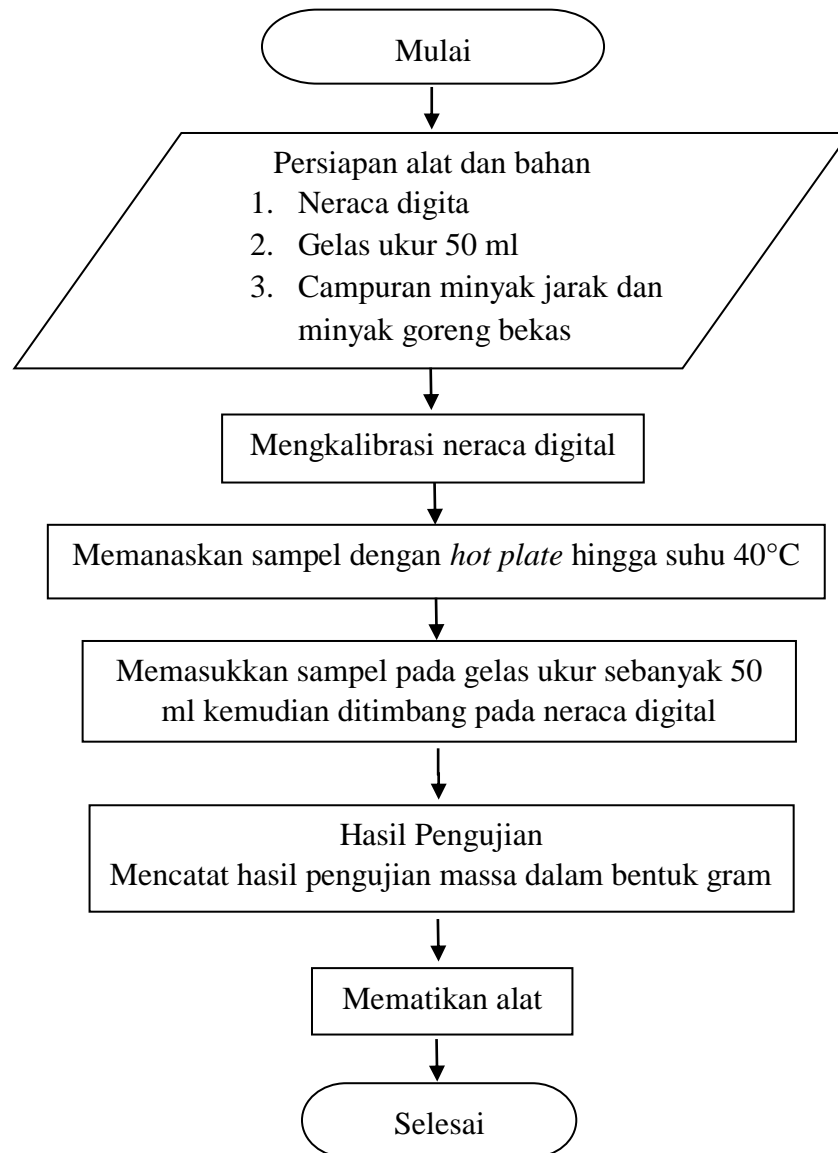 Mulai
Persiapan alat dan bahan
1. Neraca digita
2. Gelas ukur 50 ml
3. Campuran minyak jarak dan
minyak goreng bekas
Mengkalibrasi neraca digital
Memanaskan sampel dengan hot plate hingga suhu 40°C
Memasukkan sampel pada gelas ukur sebanyak 50
ml kemudian ditimbang pada neraca digital
Hasil Pengujian
Mencatat hasil pengujian massa dalam bentuk gram
Mematikan alat
Selesai